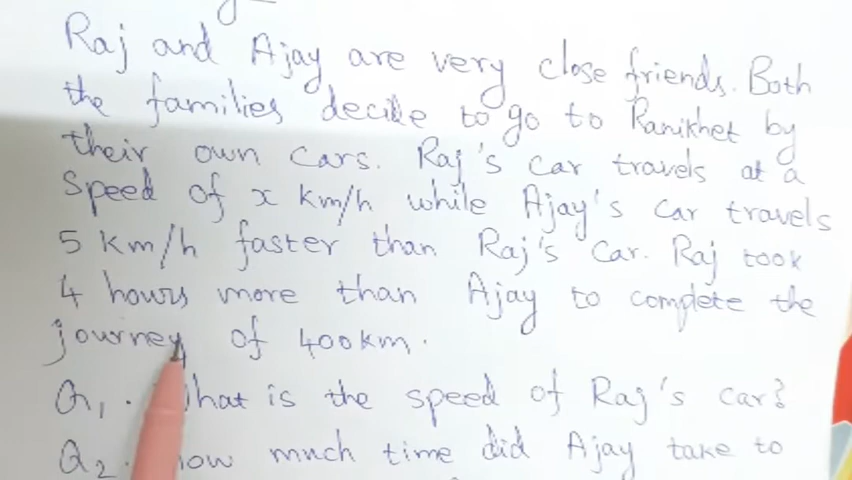 Raj and Ajay are very close friends. Both
the families decide to go to Ranikhet by
their own cars. Raj's car travels at a
Speed of x km/h while Ajay's car travels
5 km/h faster than Raj's car. Raj took
4 hours more than Ajay to complete the
journey of 400km.
Q1. What is the speed of Raj's car?
Q2. How much time did Ajay take to